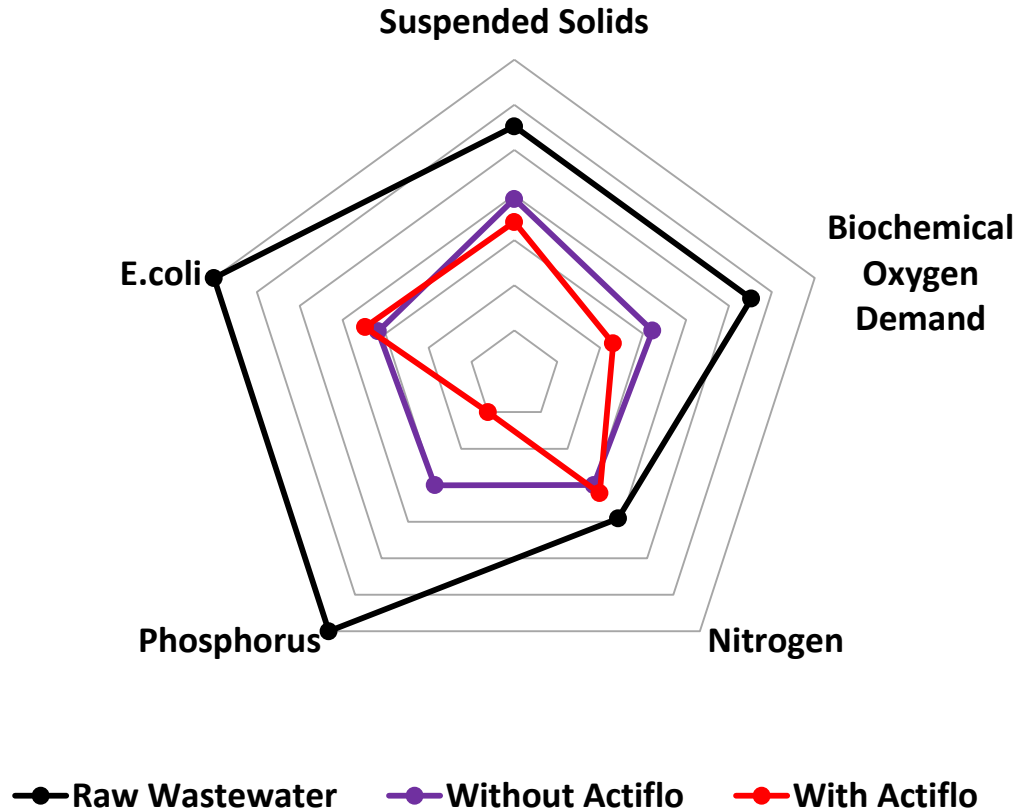 Suspended Solids
Biochemical
Oxygen
Demand
E.coli
Phosphorus
Nitrogen
Raw Wastewater
Without Actiflo
With Actiflo